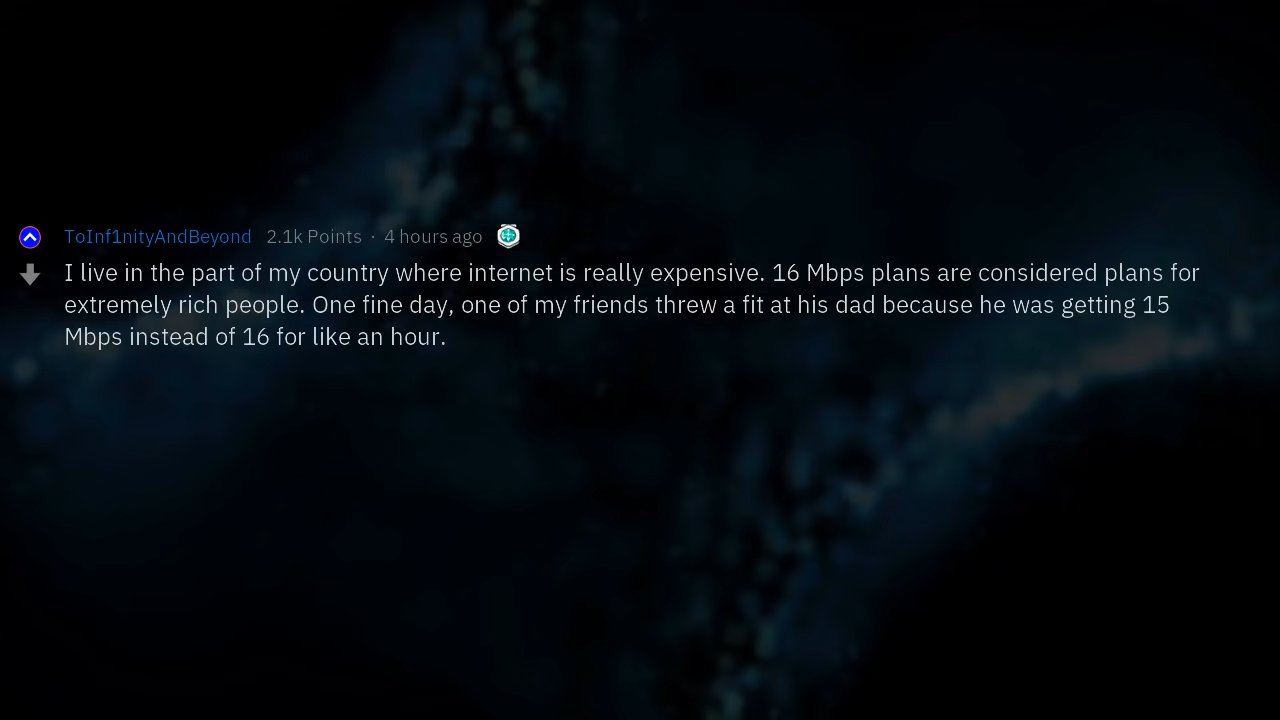 ToInf1nityAndBeyond 2.1k Points · 4 hours ago
I live in the part of my country where internet is really expensive. 16 Mbps plans are considered plans for
extremely rich people. One fine day, one of my friends threw a fit at his dad because he was getting 15
Mbps instead of 16 for like an hour.